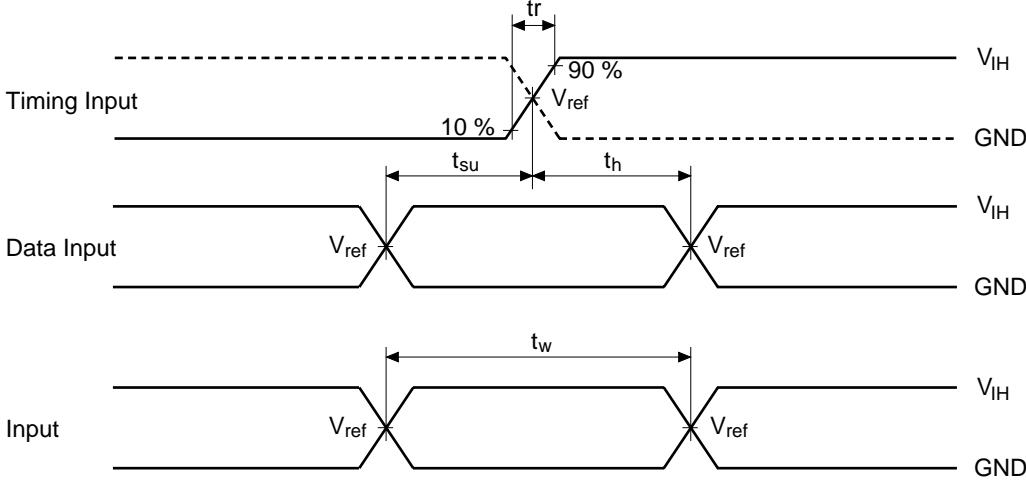 tr
V_IH
90 %
Timing Input
V_ref
10 %
GND
t_su
t_h
V_IH
Data Input
V_ref
V_ref
GND
t_w
V_IH
Input
V_ref
V_ref
GND